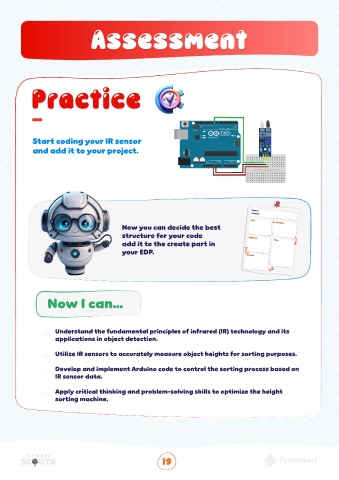 Assessment
Practice
Start coding your IR sensor
and add it to your project.
Now you can decide the best
structure for your code
add it to the create part in
your EDP.
Now I can...
Understand the fundamental principles of infrared (IR) technology and its
applications in object detection.
Utilize IR sensors to accurately measure object heights for sorting purposes.
Develop and implement Arduino code to control the sorting process based on
IR sensor data.
Apply critical thinking and problem-solving skills to optimize the height
sorting machine.
SCOUTS
19
Pyramakerz